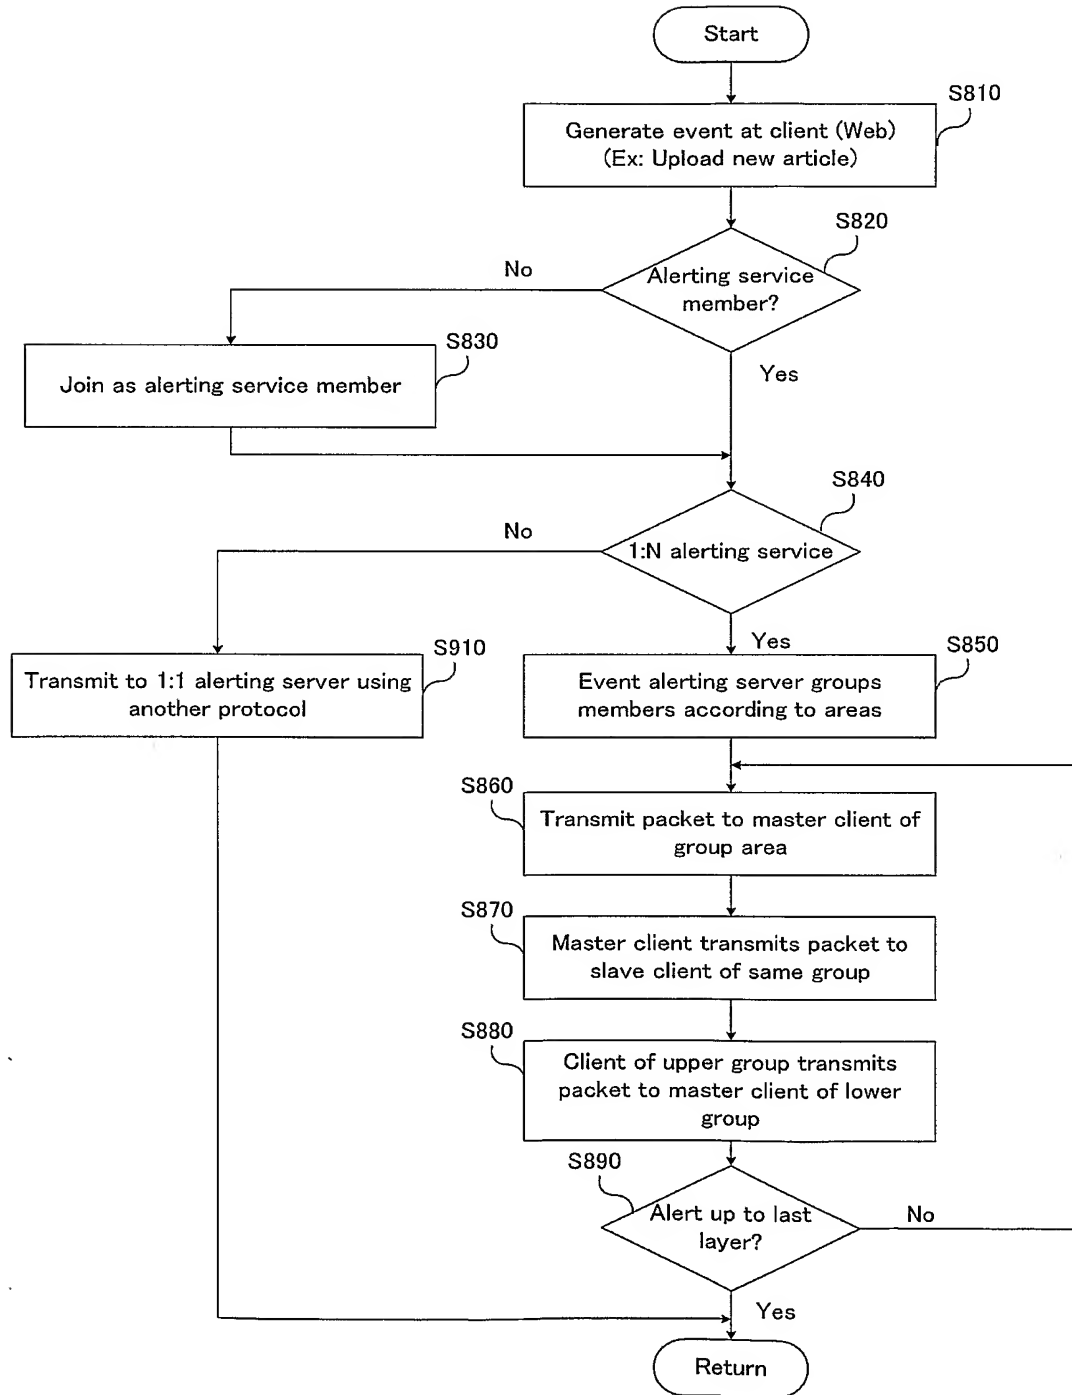 Start
S810
Generate event at client (Web)
(Ex: Upload new article)
S820
Alerting service
member?
No
Yes
S830
Join as alerting service member
S840
1:N alerting service
No
Yes
S910
Transmit to 1:1 alerting server using
another protocol
S850
Event alerting server groups
members according to areas
S860
Transmit packet to master client of
group area
S870
Master client transmits packet to
slave client of same group
S880
Client of upper group transmits
packet to master client of lower
group
S890
Alert up to last
layer?
No
Yes
Return